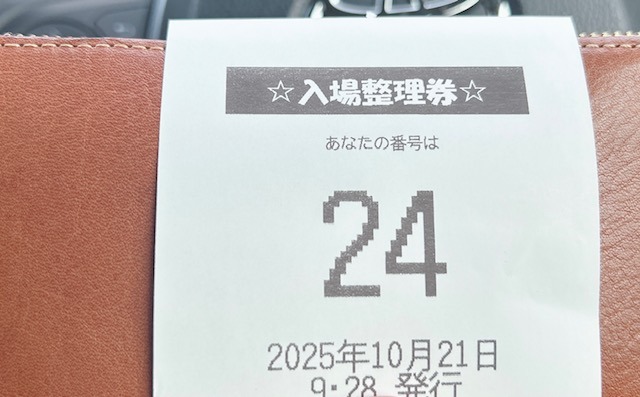 ☆入場整理券☆
あなたの番号は
24
2025年10月21日
9:28 発行